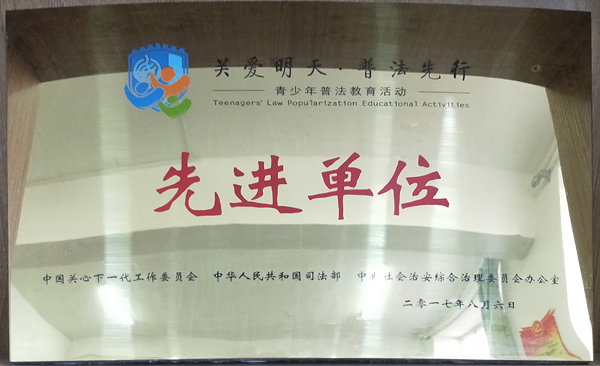 关爱明天·普法先行
青少年普法教育活动
Teenagers' Law Popularization Educational Activities
先进单位
中国关心下一代工作委员会 中华人民共和国司法部 中央社会治安综合治理委员会办公室
二零一七年八月六日